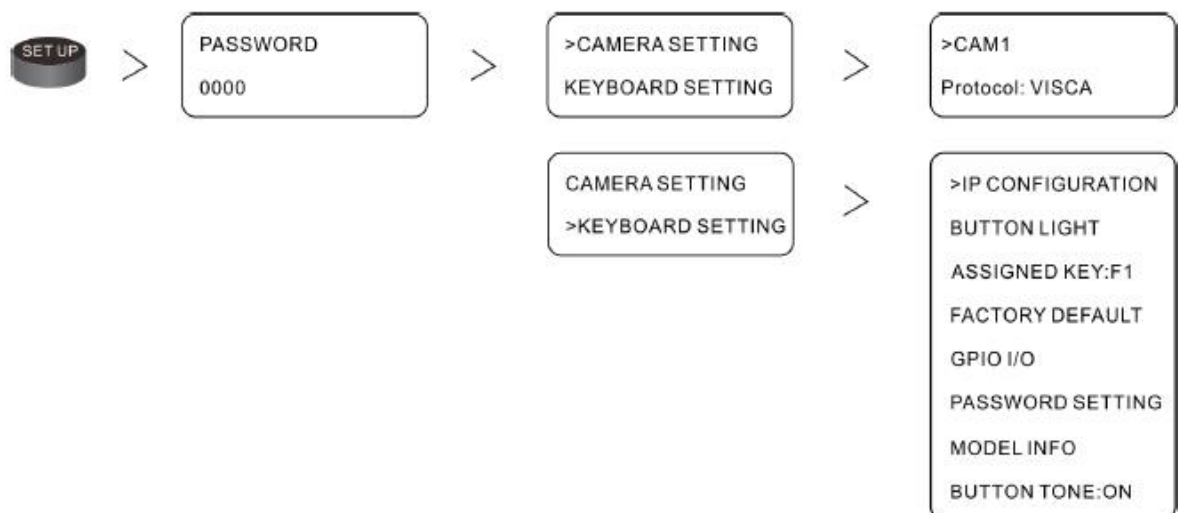 SET UP
>
PASSWORD
0000
>
>CAMERA SETTING
KEYBOARD SETTING
>
>CAM1
Protocol: VISCA
CAMERA SETTING
>KEYBOARD SETTING
>
>IP CONFIGURATION
BUTTON LIGHT
ASSIGNED KEY:F1
FACTORY DEFAULT
GPIO I/O
PASSWORD SETTING
MODEL INFO
BUTTON TONE:ON